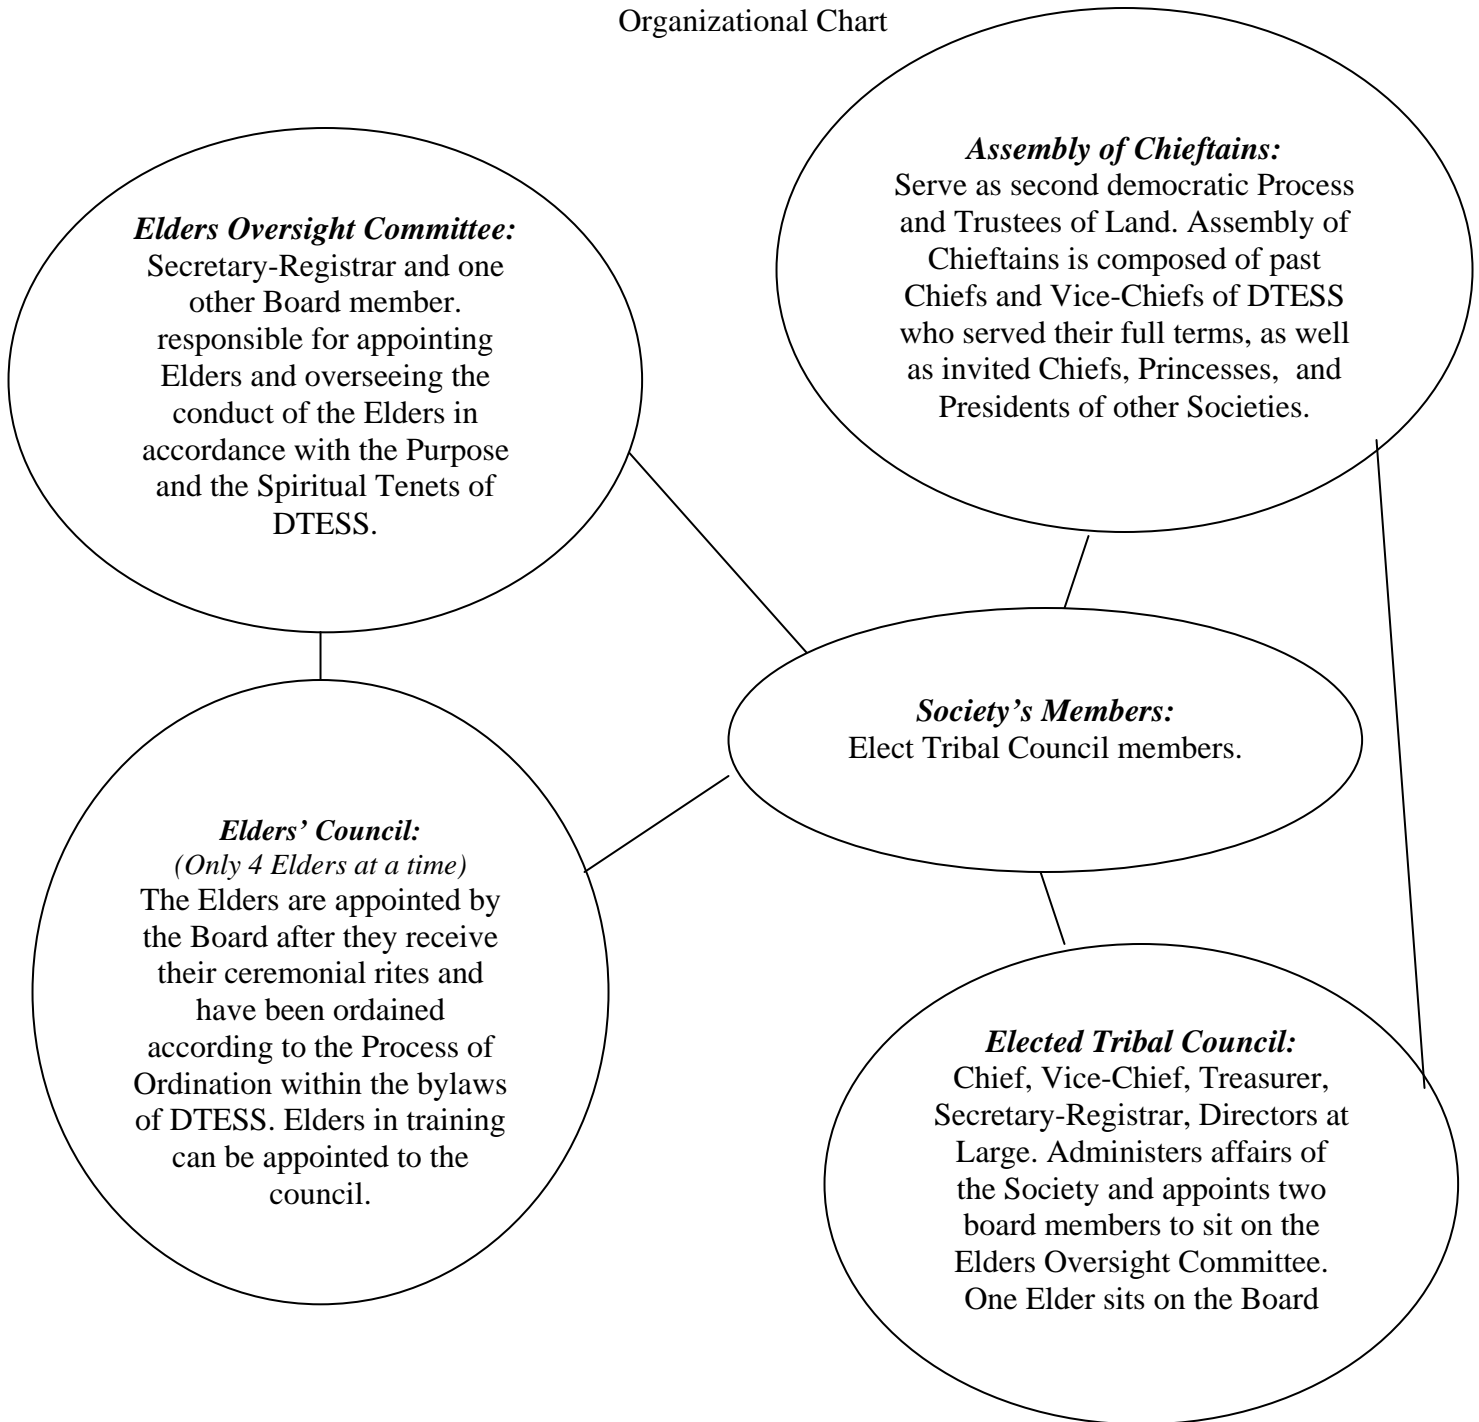 Organizational Chart
Assembly of Chieftains:
Serve as second democratic Process
and Trustees of Land. Assembly of
Chieftains is composed of past
Chiefs and Vice-Chiefs of DTESS
who served their full terms, as well
as invited Chiefs, Princesses, and
Presidents of other Societies.
Elders Oversight Committee:
Secretary-Registrar and one
other Board member.
responsible for appointing
Elders and overseeing the
conduct of the Elders in
accordance with the Purpose
and the Spiritual Tenets of
DTESS.
Society’s Members:
Elect Tribal Council members.
Elders’ Council:
(Only 4 Elders at a time)
The Elders are appointed by
the Board after they receive
their ceremonial rites and
have been ordained
according to the Process of
Ordination within the bylaws
of DTESS. Elders in training
can be appointed to the
council.
Elected Tribal Council:
Chief, Vice-Chief, Treasurer,
Secretary-Registrar, Directors at
Large. Administers affairs of
the Society and appoints two
board members to sit on the
Elders Oversight Committee.
One Elder sits on the Board